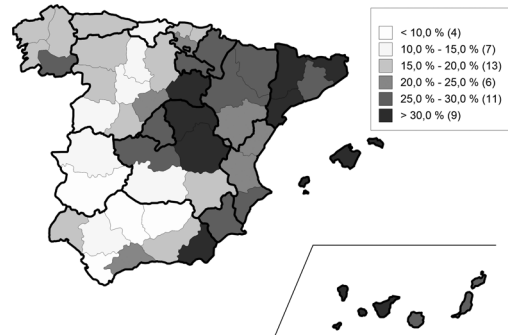 < 10,0 % (4)
10,0 % - 15,0 % (7)
15,0 % - 20,0 % (13)
20,0 % - 25,0 % (6)
25,0 % - 30,0 % (11)
> 30,0 % (9)